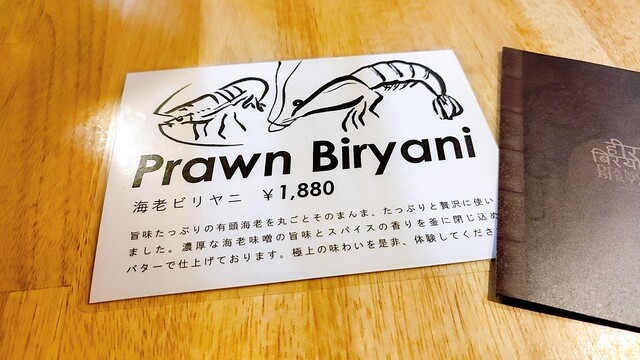 Prawn Biryani
海老ビリヤニ ￥1,880
旨味たっぷりの有頭海老を丸ごとそのまんま、たっぷりと贅沢に使い
ました。濃厚な海老味噌の旨味とスパイスの香りを釜に閉じ込め
バターで仕上げております。極上の味わいを是非、体験してくださ